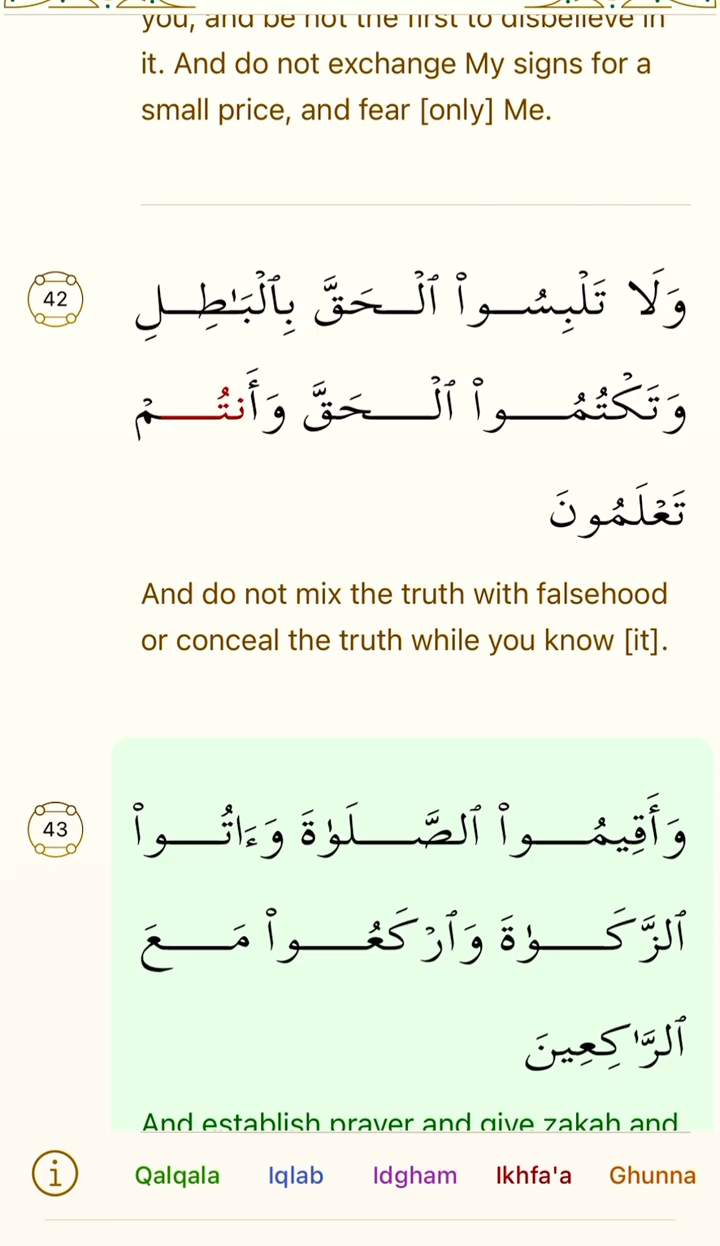 you, and be not the first to disbelieve in
it. And do not exchange My signs for a
small price, and fear [only] Me.
42
وَلَا تَلْبِسُوا۟ ٱلْحَقَّ بِٱلْبَـٰطِلِ
وَتَكْتُمُوا۟ ٱلْحَقَّ وَأَنتُمْ
تَعْلَمُونَ
And do not mix the truth with falsehood
or conceal the truth while you know [it].
43
وَأَقِيمُوا۟ ٱلصَّلَوٰةَ وَءَاتُوا۟
ٱلزَّكَوٰةَ وَٱرْكَعُوا۟ مَعَ
ٱلرَّٰكِعِينَ
And establish prayer and give zakah and
i
Qalqala Iqlab Idgham Ikhfa'a Ghunna